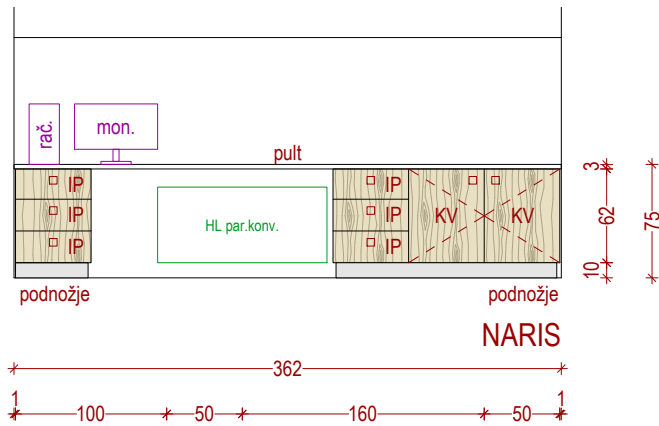 rač.
mon.
pult
3
IP
IP
IP
IP
IP
IP
KV
KV
HL par.konv.
62
75
10
podnožje
podnožje
NARIS
362
1
100
50
160
50
1